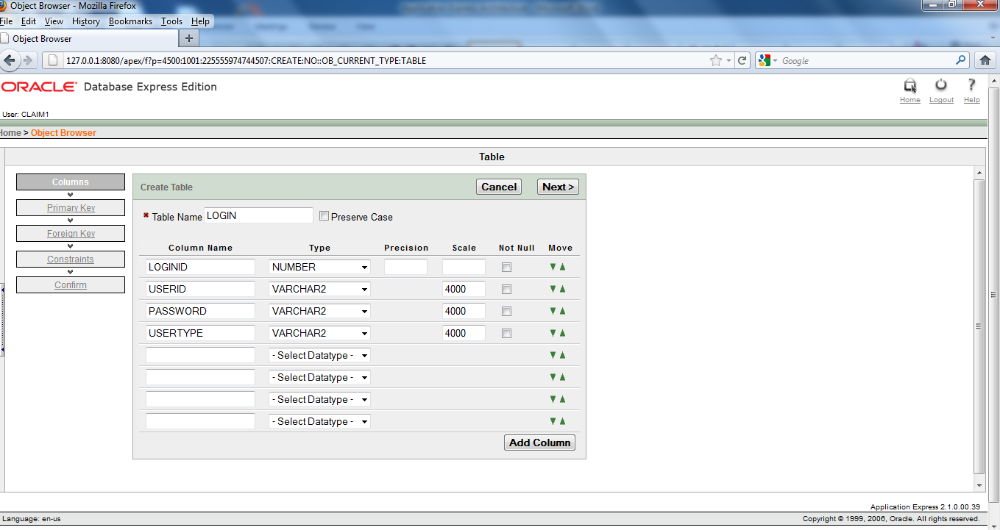 Object Browser - Mozilla Firefox
File Edit View History Bookmarks Tools Help
Object Browser +
127.0.0.1:8080/apex/f?p=4500:1001:225555974744507:CREATE:NO::OB_CURRENT_TYPE:TABLE Google
ORACLE Database Express Edition
Home Logout Help
User: CLAIM1
Home > Object Browser
Table
Columns
Primary Key
Foreign Key
Constraints
Confirm
Create Table Cancel Next >
* Table Name LOGIN Preserve Case
Column Name Type Precision Scale Not Null Move
LOGINID NUMBER
USERID VARCHAR2 4000
PASSWORD VARCHAR2 4000
USERTYPE VARCHAR2 4000
- Select Datatype -
- Select Datatype -
- Select Datatype -
- Select Datatype -
Add Column
Application Express 2.1.0.00.39
Language: en-us Copyright © 1999, 2006, Oracle. All rights reserved.